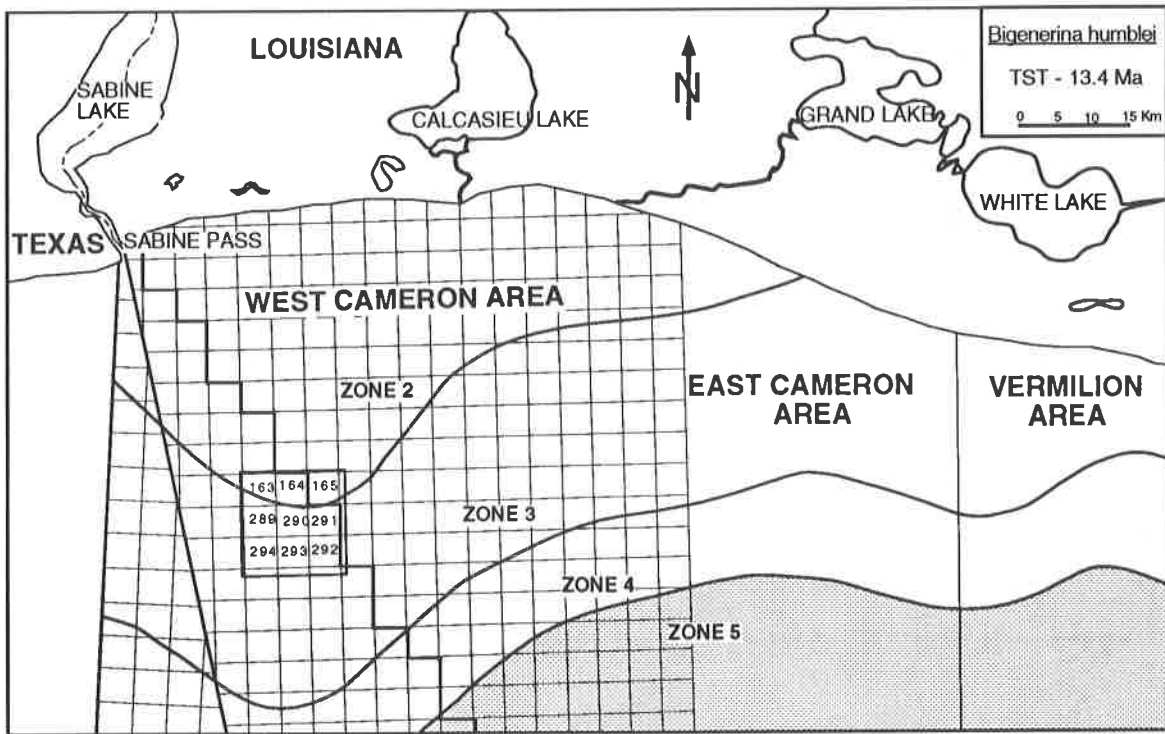 LOUISIANA
SABINE
LAKE
CALCASIEU LAKE
N
GRAND LAKE
Bigenerina humblei
TST - 13.4 Ma
0 5 10 15 Km
WHITE LAKE
TEXAS
SABINE PASS
WEST CAMERON AREA
ZONE 2
EAST CAMERON
AREA
VERMILION
AREA
163 164 165
289 290 291
294 293 292
ZONE 3
ZONE 4
ZONE 5